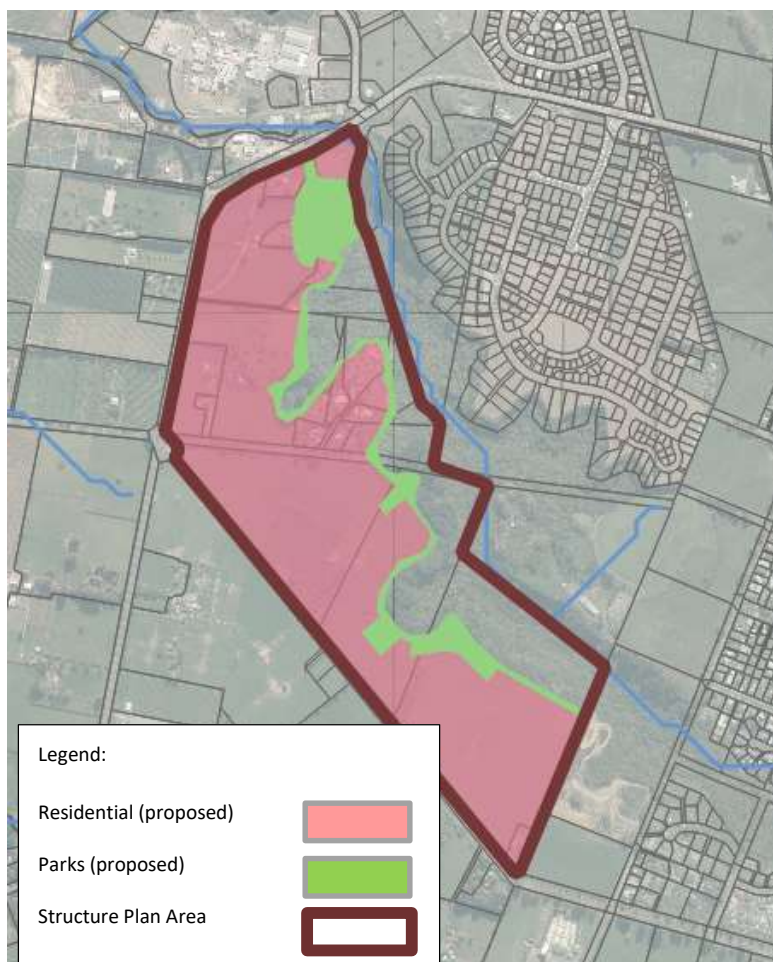 Legend:
Residential (proposed)
Parks (proposed)
Structure Plan Area